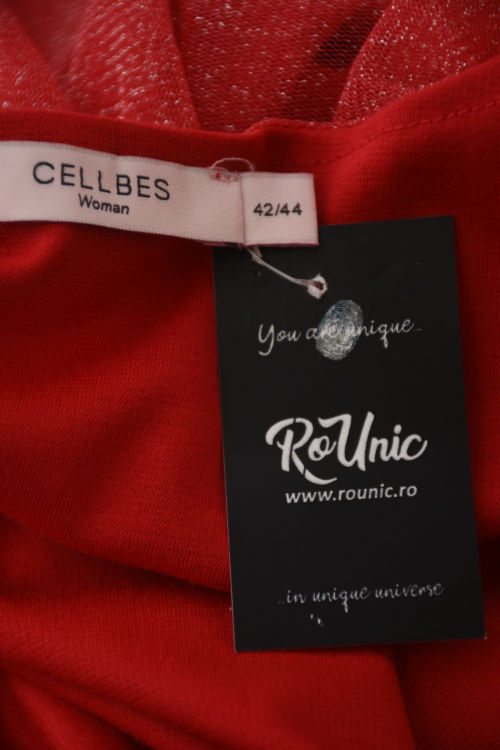 CELLBES
Woman
42/44
You are unique...
RoUnic
www.rounic.ro
...in unique universe